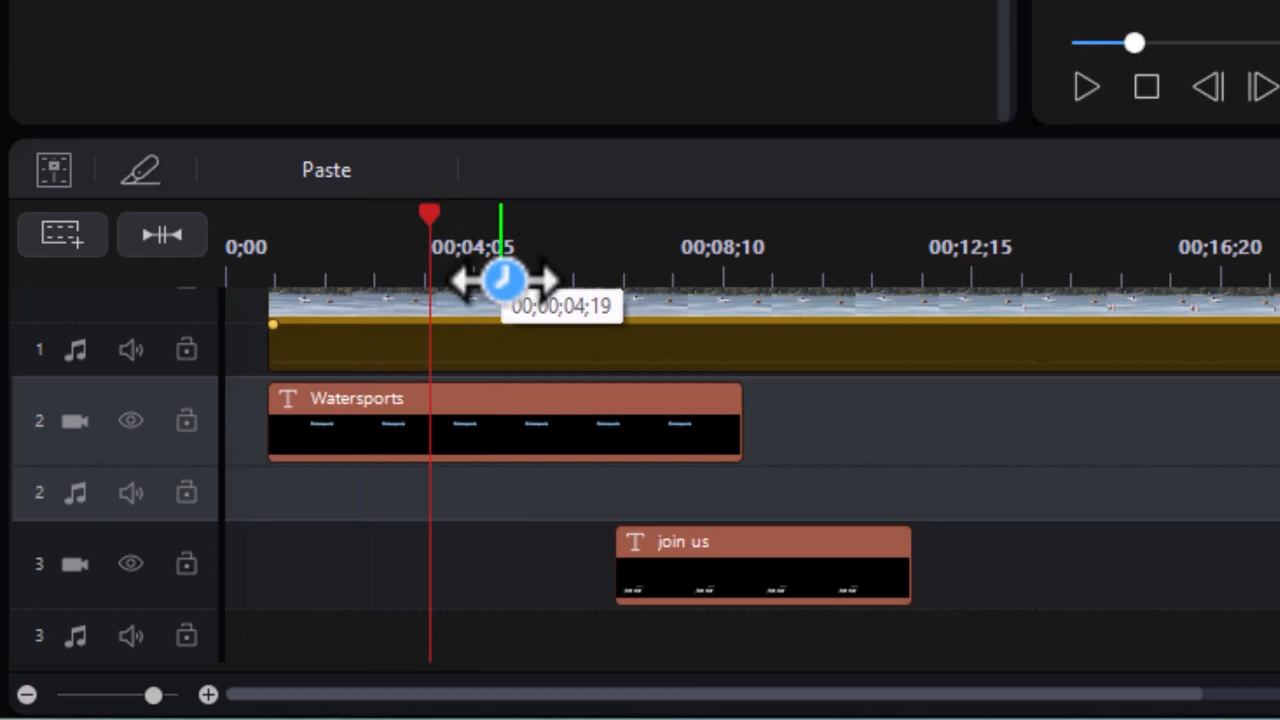 Paste
0;00 00;04;05 00;08;10 00;12;15 00;16;20
00;00;04;19
1
2 Watersports
2
3 join us
3